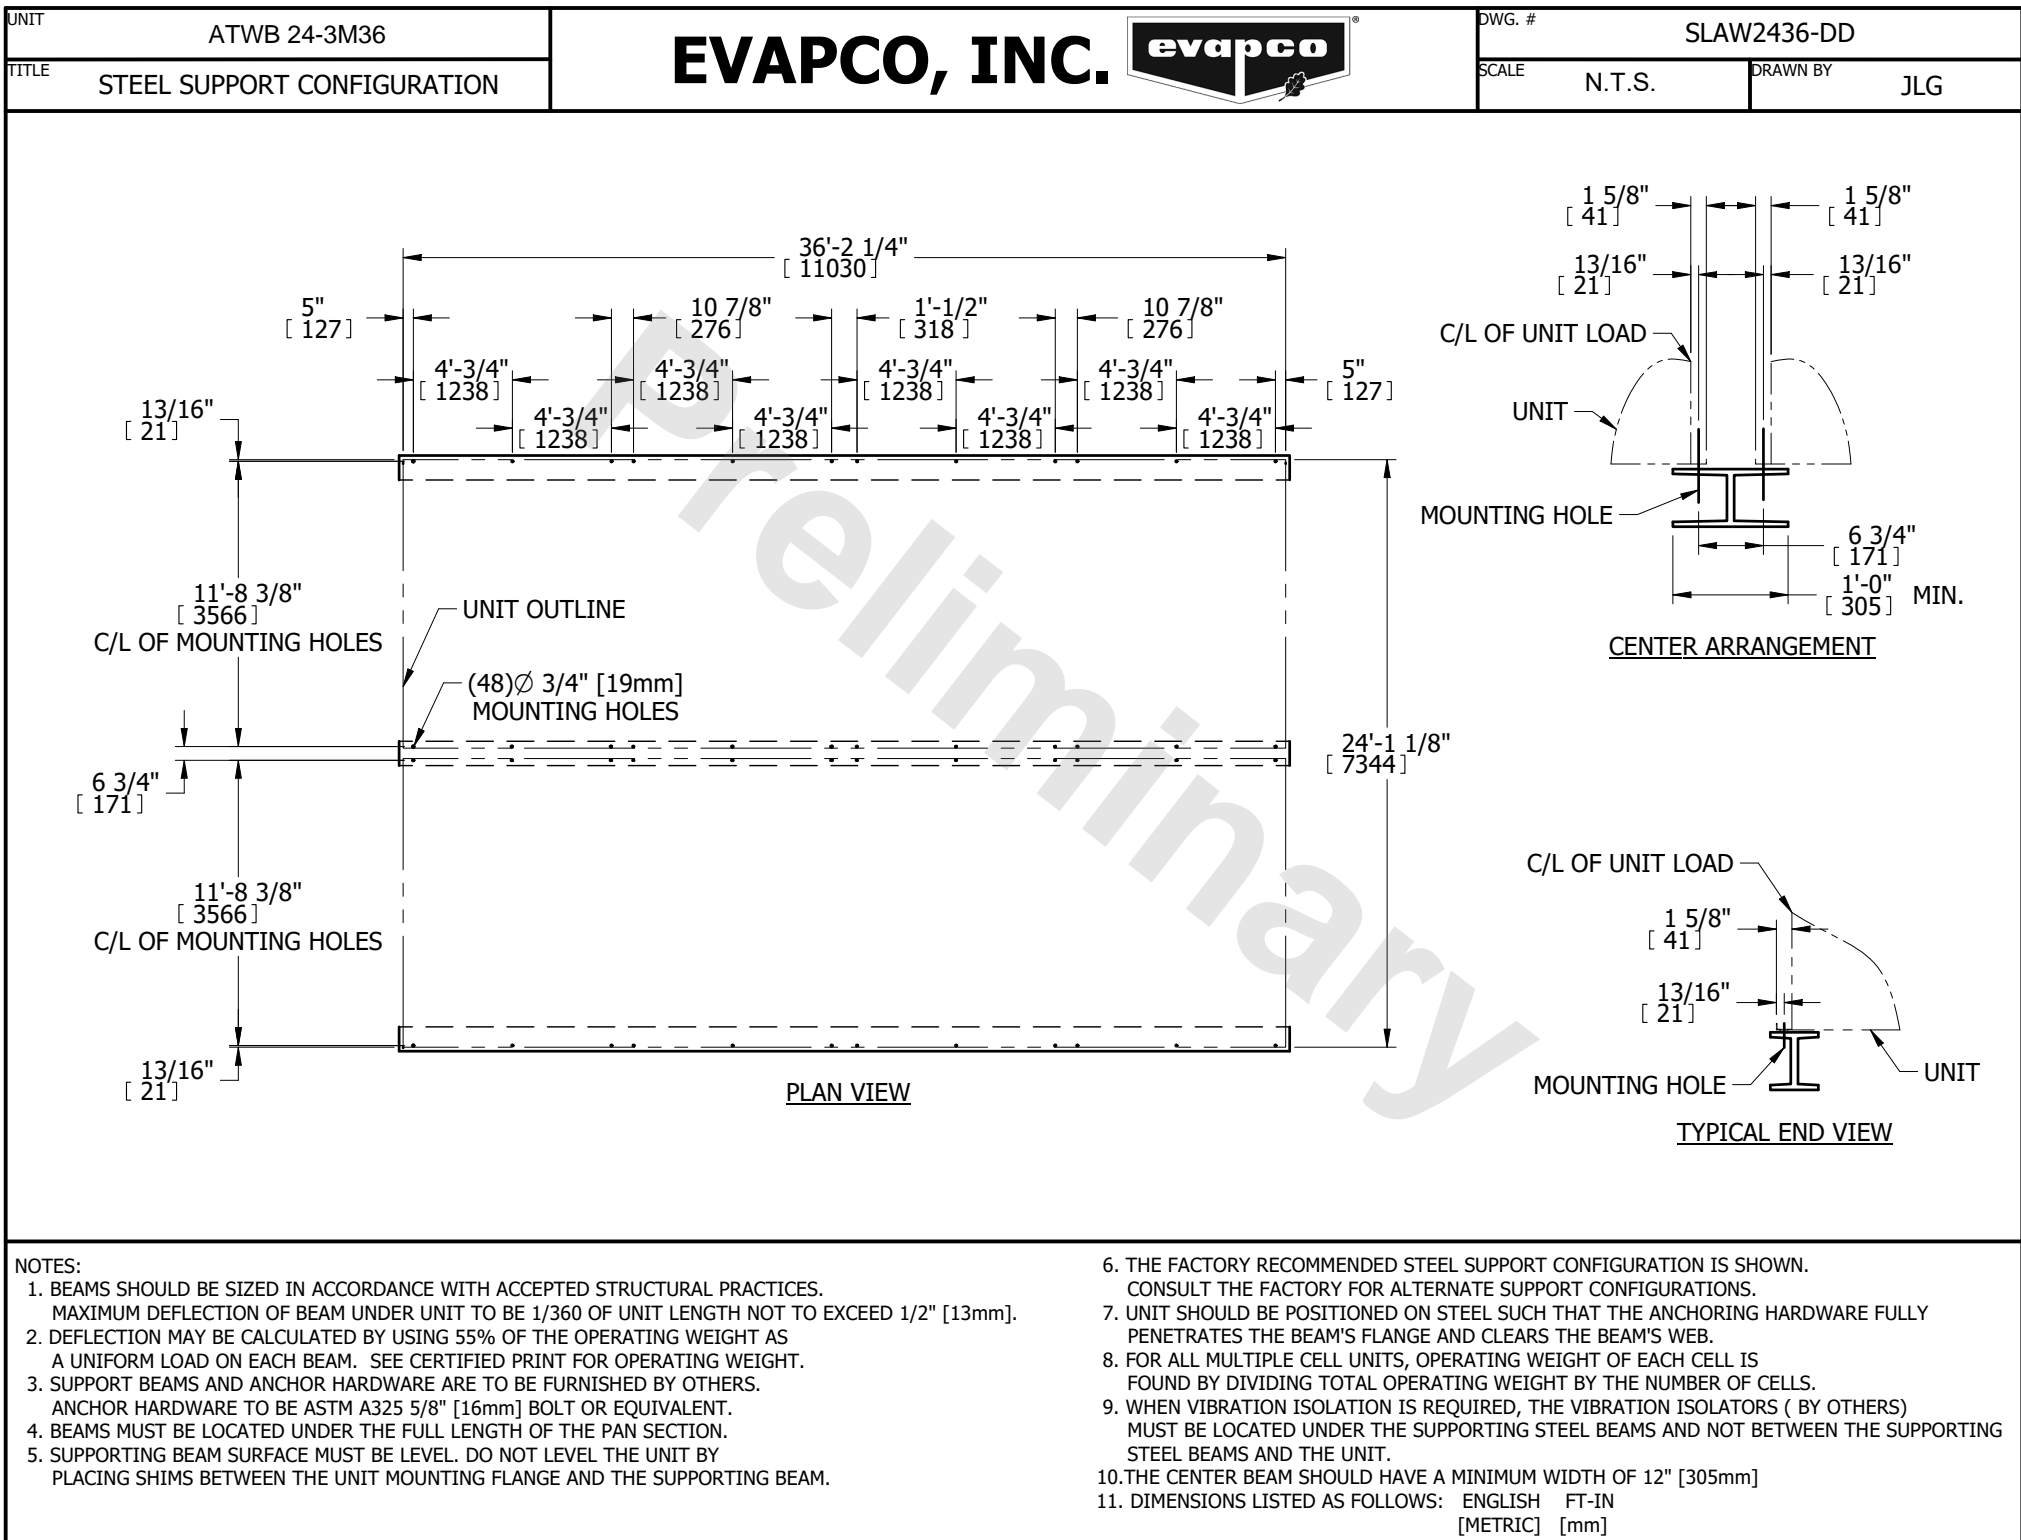 UNIT
ATWB 24-3M36
TITLE
STEEL SUPPORT CONFIGURATION
EVAPCO, INC.
evapco
®
DWG. #
SLAW2436-DD
SCALE
N.T.S.
DRAWN BY
JLG
36'-2 1/4"
[ 11030 ]
5"
[ 127 ]
10 7/8"
[ 276 ]
1'-1/2"
[ 318 ]
10 7/8"
[ 276 ]
4'-3/4"
[ 1238 ]
4'-3/4"
[ 1238 ]
4'-3/4"
[ 1238 ]
4'-3/4"
[ 1238 ]
5"
[ 127 ]
4'-3/4"
[ 1238 ]
4'-3/4"
[ 1238 ]
4'-3/4"
[ 1238 ]
4'-3/4"
[ 1238 ]
13/16"
[ 21 ]
11'-8 3/8"
[ 3566 ]
C/L OF MOUNTING HOLES
UNIT OUTLINE
(48)∅ 3/4" [19mm]
MOUNTING HOLES
6 3/4"
[ 171 ]
24'-1 1/8"
[ 7344 ]
11'-8 3/8"
[ 3566 ]
C/L OF MOUNTING HOLES
13/16"
[ 21 ]
PLAN VIEW
Preliminary
1 5/8"
[ 41 ]
1 5/8"
[ 41 ]
13/16"
[ 21 ]
13/16"
[ 21 ]
C/L OF UNIT LOAD
UNIT
MOUNTING HOLE
6 3/4"
[ 171 ]
1'-0"
[ 305 ] MIN.
CENTER ARRANGEMENT
C/L OF UNIT LOAD
1 5/8"
[ 41 ]
13/16"
[ 21 ]
MOUNTING HOLE
UNIT
TYPICAL END VIEW
NOTES:
1. BEAMS SHOULD BE SIZED IN ACCORDANCE WITH ACCEPTED STRUCTURAL PRACTICES.
MAXIMUM DEFLECTION OF BEAM UNDER UNIT TO BE 1/360 OF UNIT LENGTH NOT TO EXCEED 1/2" [13mm].
2. DEFLECTION MAY BE CALCULATED BY USING 55% OF THE OPERATING WEIGHT AS
A UNIFORM LOAD ON EACH BEAM. SEE CERTIFIED PRINT FOR OPERATING WEIGHT.
3. SUPPORT BEAMS AND ANCHOR HARDWARE ARE TO BE FURNISHED BY OTHERS.
ANCHOR HARDWARE TO BE ASTM A325 5/8" [16mm] BOLT OR EQUIVALENT.
4. BEAMS MUST BE LOCATED UNDER THE FULL LENGTH OF THE PAN SECTION.
5. SUPPORTING BEAM SURFACE MUST BE LEVEL. DO NOT LEVEL THE UNIT BY
PLACING SHIMS BETWEEN THE UNIT MOUNTING FLANGE AND THE SUPPORTING BEAM.
6. THE FACTORY RECOMMENDED STEEL SUPPORT CONFIGURATION IS SHOWN.
CONSULT THE FACTORY FOR ALTERNATE SUPPORT CONFIGURATIONS.
7. UNIT SHOULD BE POSITIONED ON STEEL SUCH THAT THE ANCHORING HARDWARE FULLY
PENETRATES THE BEAM'S FLANGE AND CLEARS THE BEAM'S WEB.
8. FOR ALL MULTIPLE CELL UNITS, OPERATING WEIGHT OF EACH CELL IS
FOUND BY DIVIDING TOTAL OPERATING WEIGHT BY THE NUMBER OF CELLS.
9. WHEN VIBRATION ISOLATION IS REQUIRED, THE VIBRATION ISOLATORS ( BY OTHERS)
MUST BE LOCATED UNDER THE SUPPORTING STEEL BEAMS AND NOT BETWEEN THE SUPPORTING
STEEL BEAMS AND THE UNIT.
10.THE CENTER BEAM SHOULD HAVE A MINIMUM WIDTH OF 12" [305mm]
11. DIMENSIONS LISTED AS FOLLOWS: ENGLISH FT-IN
[METRIC] [mm]